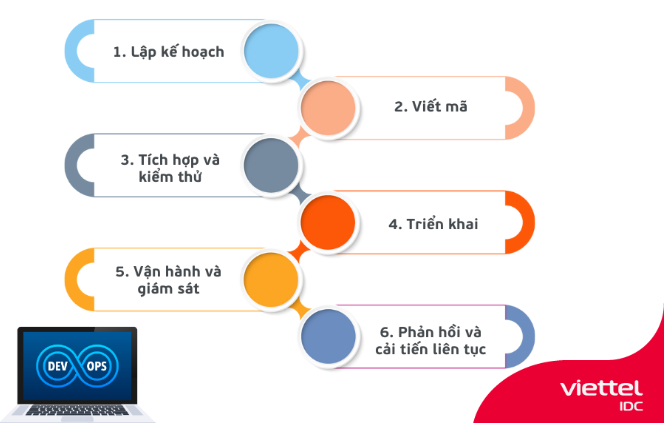 1. Lập kế hoạch
2. Viết mã
3. Tích hợp và
kiểm thử
4. Triển khai
5. Vận hành và
giám sát
6. Phản hồi và
cải tiến liên tục
DEV OPS
viettel
IDC